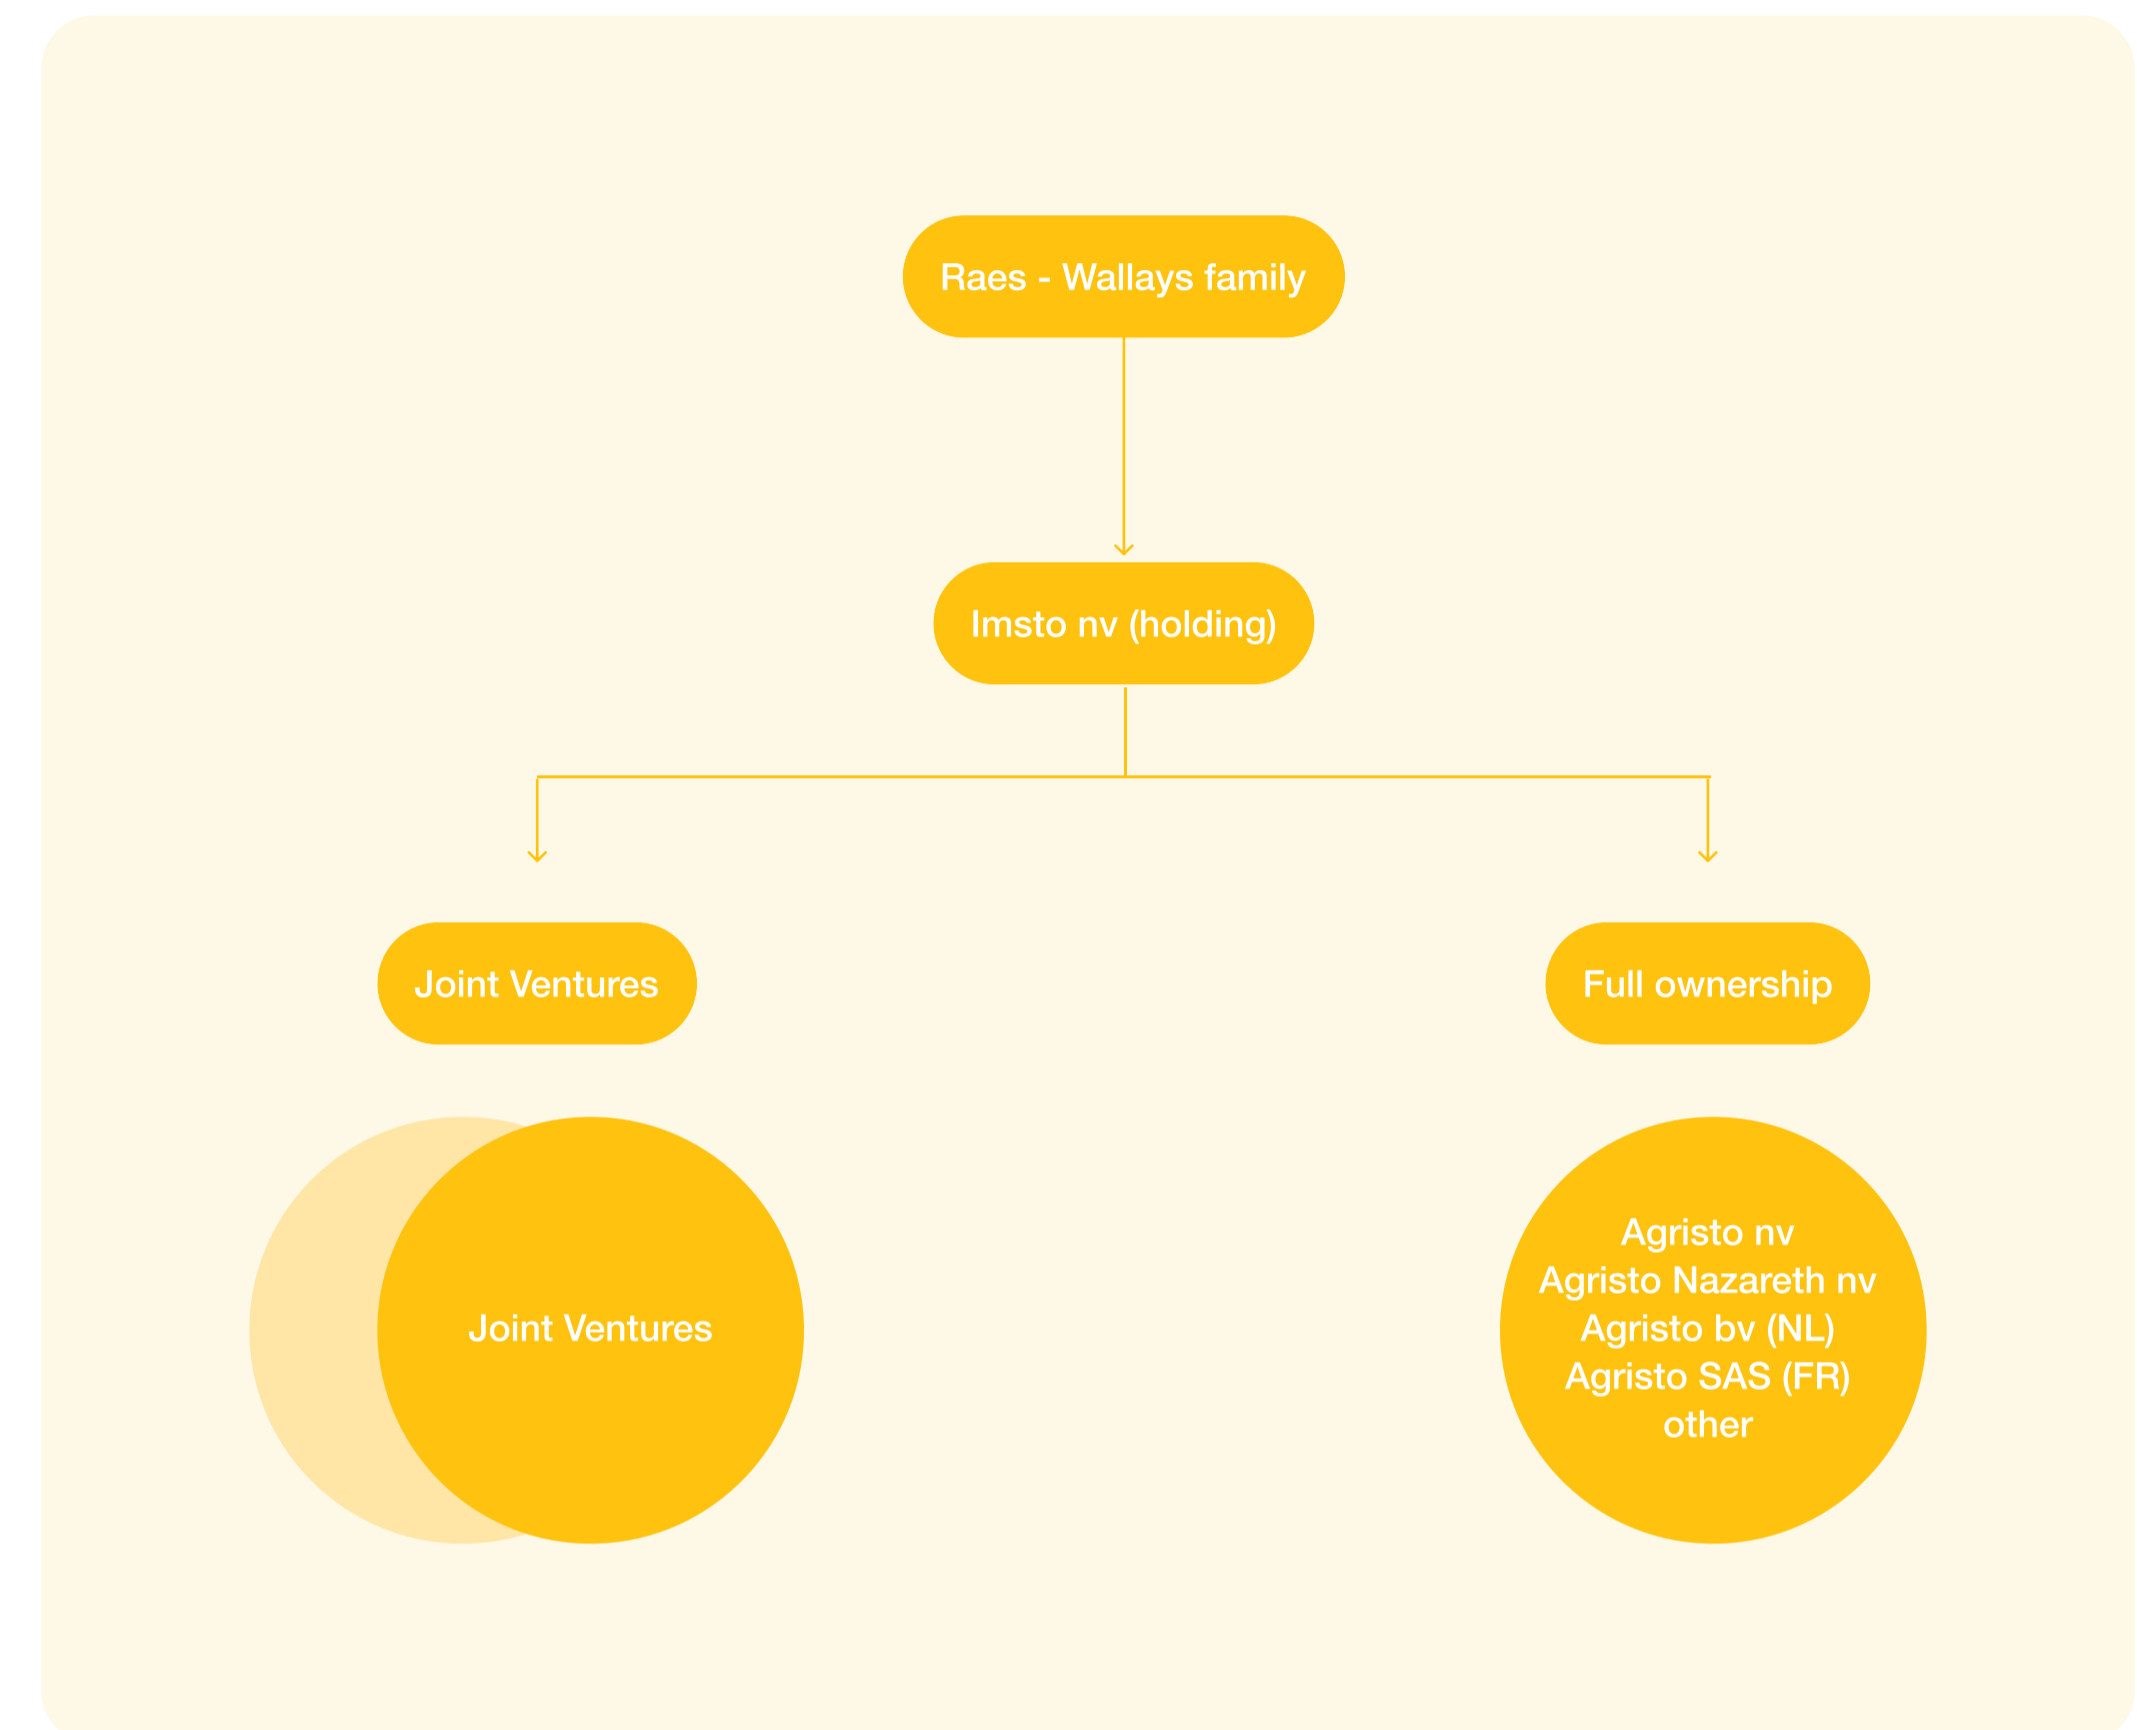 Raes - Wallays family
Imsto nv (holding)
Joint Ventures
Full ownership
Joint Ventures
Agristo nv
Agristo Nazareth nv
Agristo bv (NL)
Agristo SAS (FR)
other